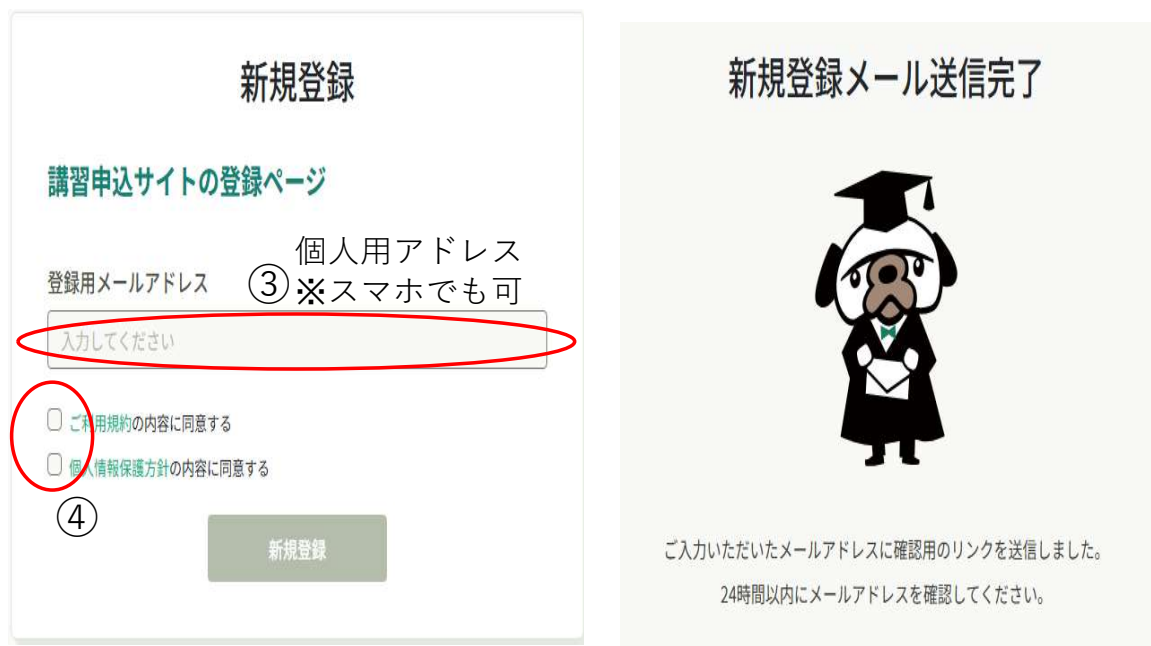 新規登録
講習申込サイトの登録ページ
個人用アドレス
登録用メールアドレス
③※スマホでも可
入力してください
ご利用規約の内容に同意する
個人情報保護方針の内容に同意する
④
新規登録
新規登録メール送信完了
ご入力いただいたメールアドレスに確認用のリンクを送信しました。
24時間以内にメールアドレスを確認してください。